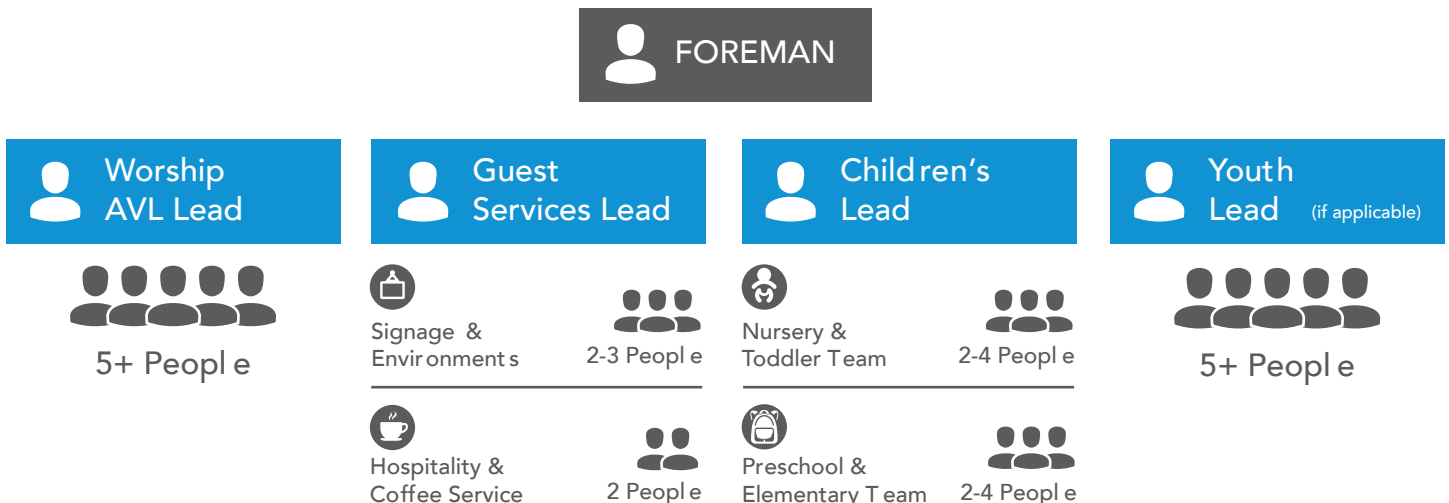 FOREMAN
Worship
AVL Lead
Guest
Services Lead
Children's
Lead
Youth
Lead (if applicable)
5+ People
Signage &
Environments
2-3 People
Nursery &
Toddler Team
2-4 People
5+ People
Hospitality &
Coffee Service
2 People
Preschool &
Elementary Team
2-4 People